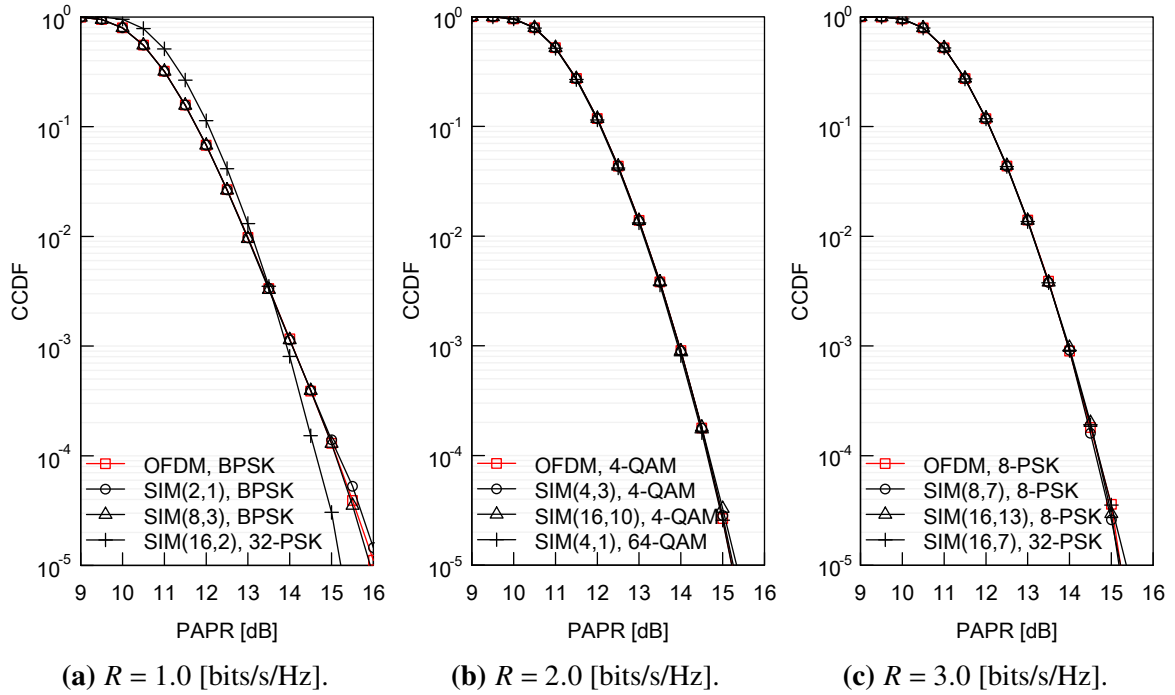 CCDF
10^0
10^-1
10^-2
10^-3
10^-4
10^-5
OFDM, BPSK
SIM(2,1), BPSK
SIM(8,3), BPSK
SIM(16,2), 32-PSK
9 10 11 12 13 14 15 16
PAPR [dB]
(a) R = 1.0 [bits/s/Hz].
CCDF
10^0
10^-1
10^-2
10^-3
10^-4
10^-5
OFDM, 4-QAM
SIM(4,3), 4-QAM
SIM(16,10), 4-QAM
SIM(4,1), 64-QAM
9 10 11 12 13 14 15 16
PAPR [dB]
(b) R = 2.0 [bits/s/Hz].
CCDF
10^0
10^-1
10^-2
10^-3
10^-4
10^-5
OFDM, 8-PSK
SIM(8,7), 8-PSK
SIM(16,13), 8-PSK
SIM(16,7), 32-PSK
9 10 11 12 13 14 15 16
PAPR [dB]
(c) R = 3.0 [bits/s/Hz].